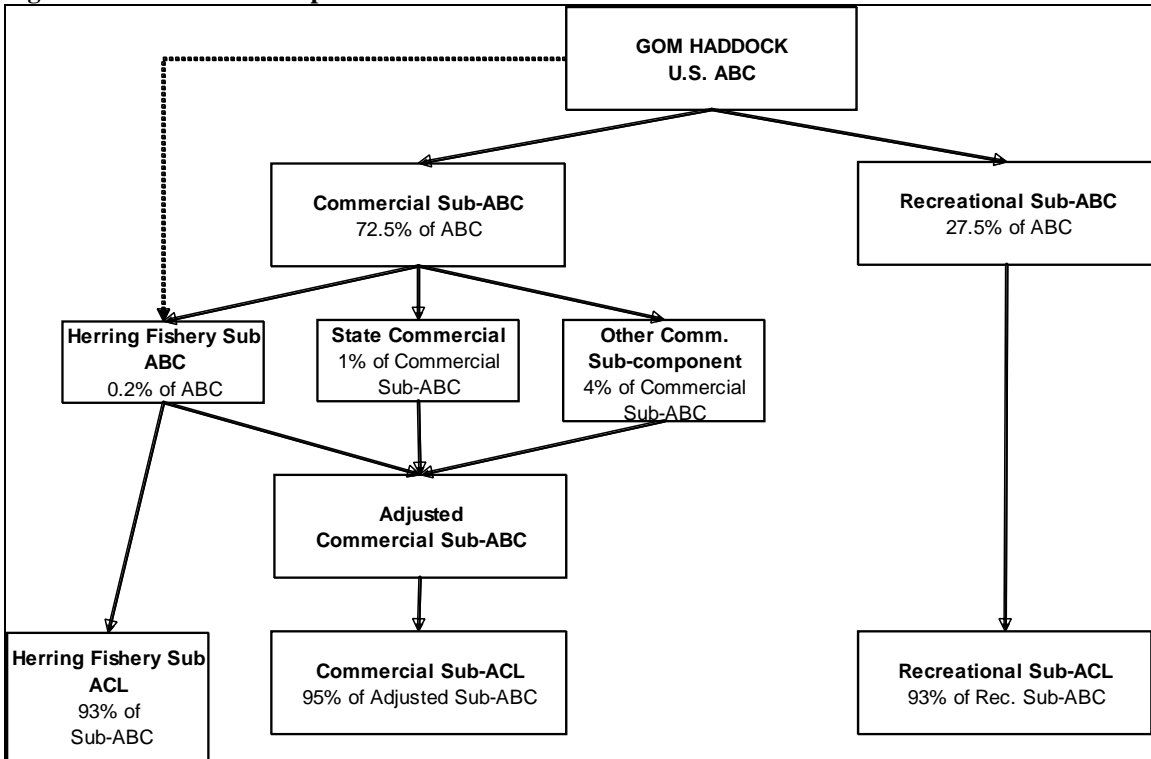 GOM HADDOCK
U.S. ABC
Commercial Sub-ABC
72.5% of ABC
Recreational Sub-ABC
27.5% of ABC
Herring Fishery Sub
ABC
0.2% of ABC
State Commercial
1% of Commercial
Sub-ABC
Other Comm.
Sub-component
4% of Commercial
Sub-ABC
Adjusted
Commercial Sub-ABC
Herring Fishery Sub
ACL
93% of
Sub-ABC
Commercial Sub-ACL
95% of Adjusted Sub-ABC
Recreational Sub-ACL
93% of Rec. Sub-ABC